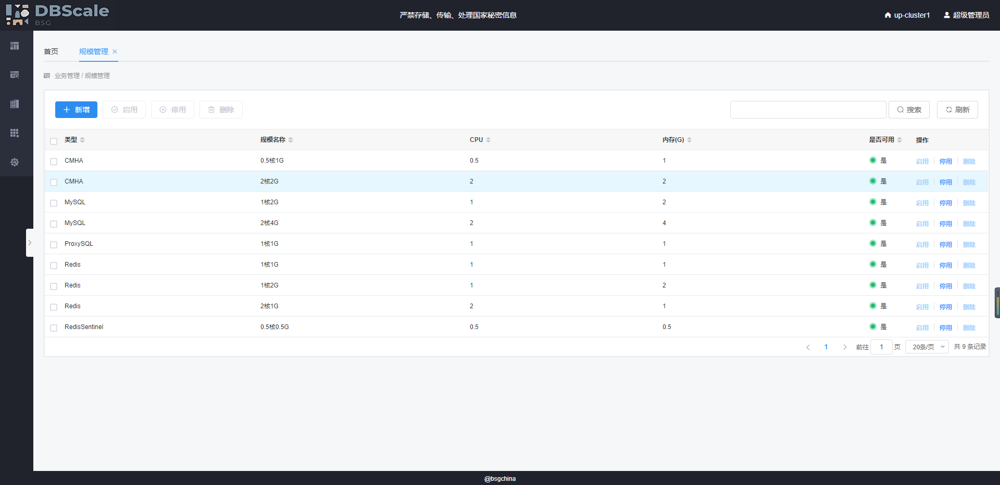 DBScale
BSG
严禁存储、传输、处理国家秘密信息
up-cluster1 超级管理员
首页 规模管理
业务管理 / 规模管理
新增 启用 停用 删除 搜索 刷新
类型 规模名称 CPU 内存(G) 是否可用 操作
CMHA 0.5核1G 0.5 1 是 启用 停用 删除
CMHA 2核2G 2 2 是 启用 停用 删除
MySQL 1核2G 1 2 是 启用 停用 删除
MySQL 2核4G 2 4 是 启用 停用 删除
ProxySQL 1核1G 1 1 是 启用 停用 删除
Redis 1核1G 1 1 是 启用 停用 删除
Redis 1核2G 1 2 是 启用 停用 删除
Redis 2核1G 2 1 是 启用 停用 删除
RedisSentinel 0.5核0.5G 0.5 0.5 是 启用 停用 删除
1 前往 1 页 20条/页 共 9 条记录
@bsgchina